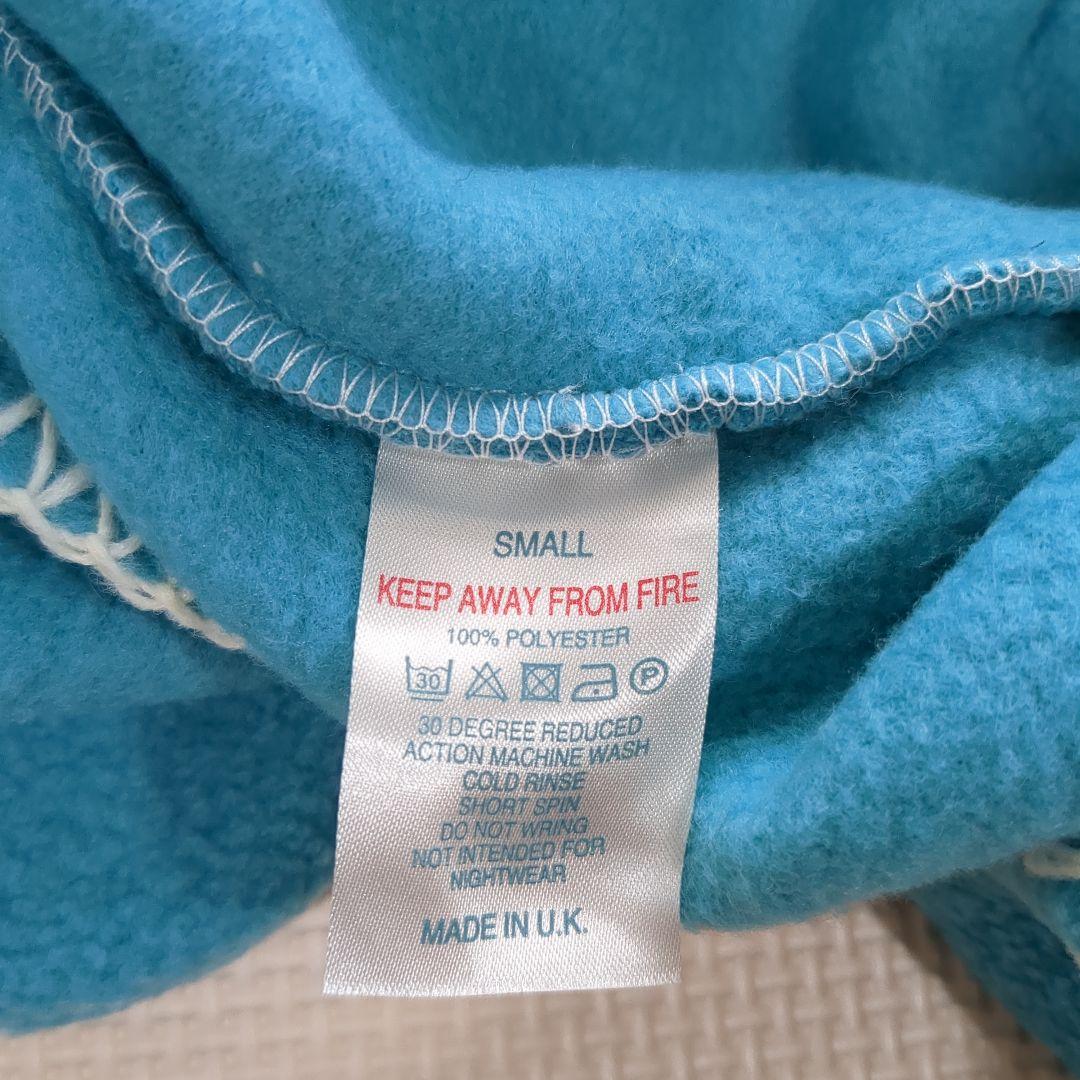 SMALL
KEEP AWAY FROM FIRE
100% POLYESTER
30 P
30 DEGREE REDUCED
ACTION MACHINE WASH
COLD RINSE
SHORT SPIN
DO NOT WRING
NOT INTENDED FOR
NIGHTWEAR
MADE IN U.K.